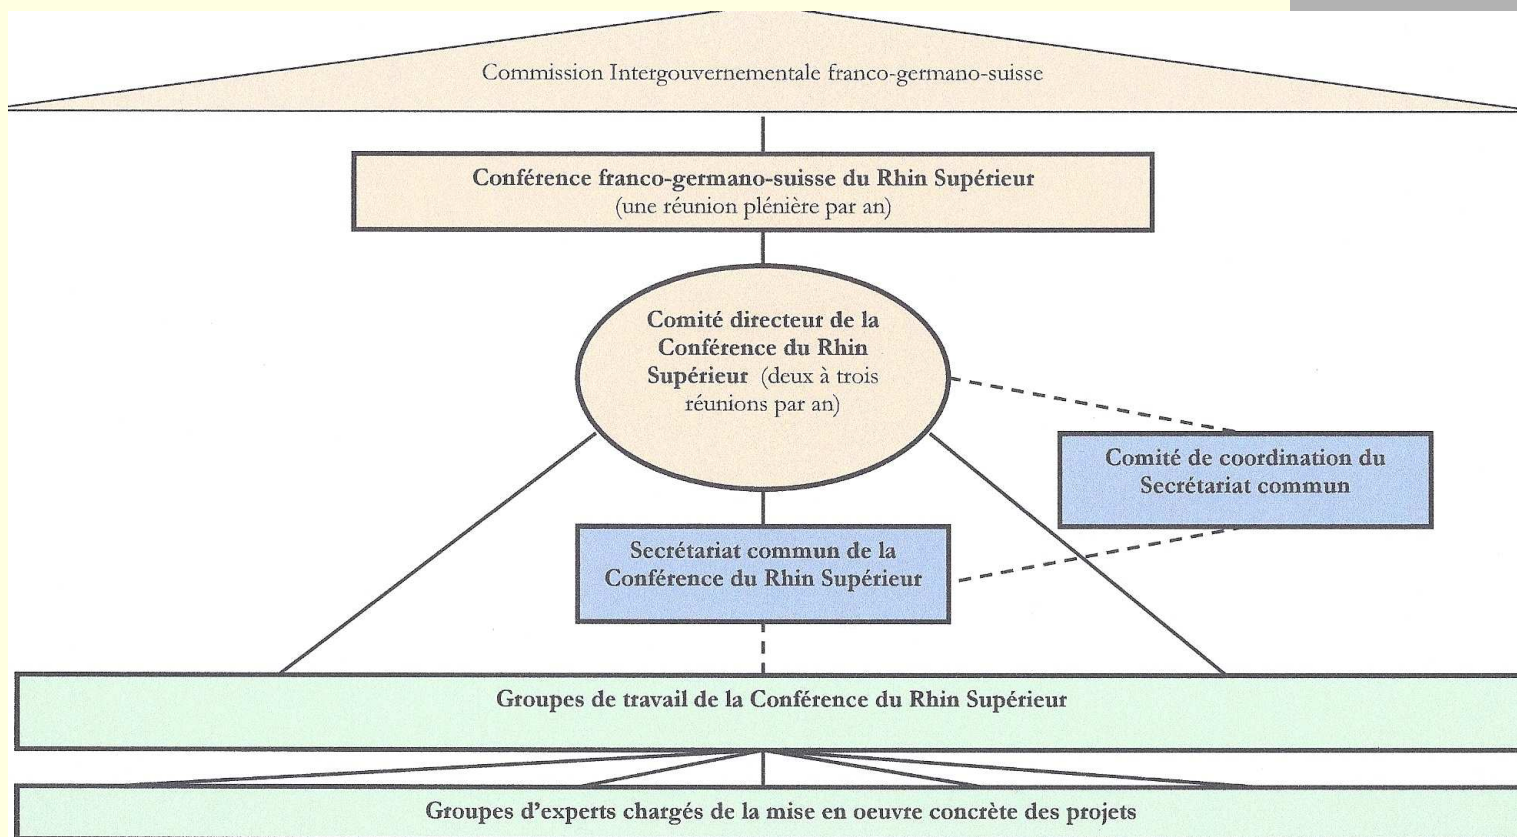 Commission Intergouvernementale franco-germano-suisse
Conférence franco-germano-suisse du Rhin Supérieur
(une réunion plénière par an)
Comité directeur de la
Conférence du Rhin
Supérieur (deux à trois
réunions par an)
Comité de coordination du
Secrétariat commun
Secrétariat commun de la
Conférence du Rhin Supérieur
Groupes de travail de la Conférence du Rhin Supérieur
Groupes d'experts chargés de la mise en oeuvre concrète des projets